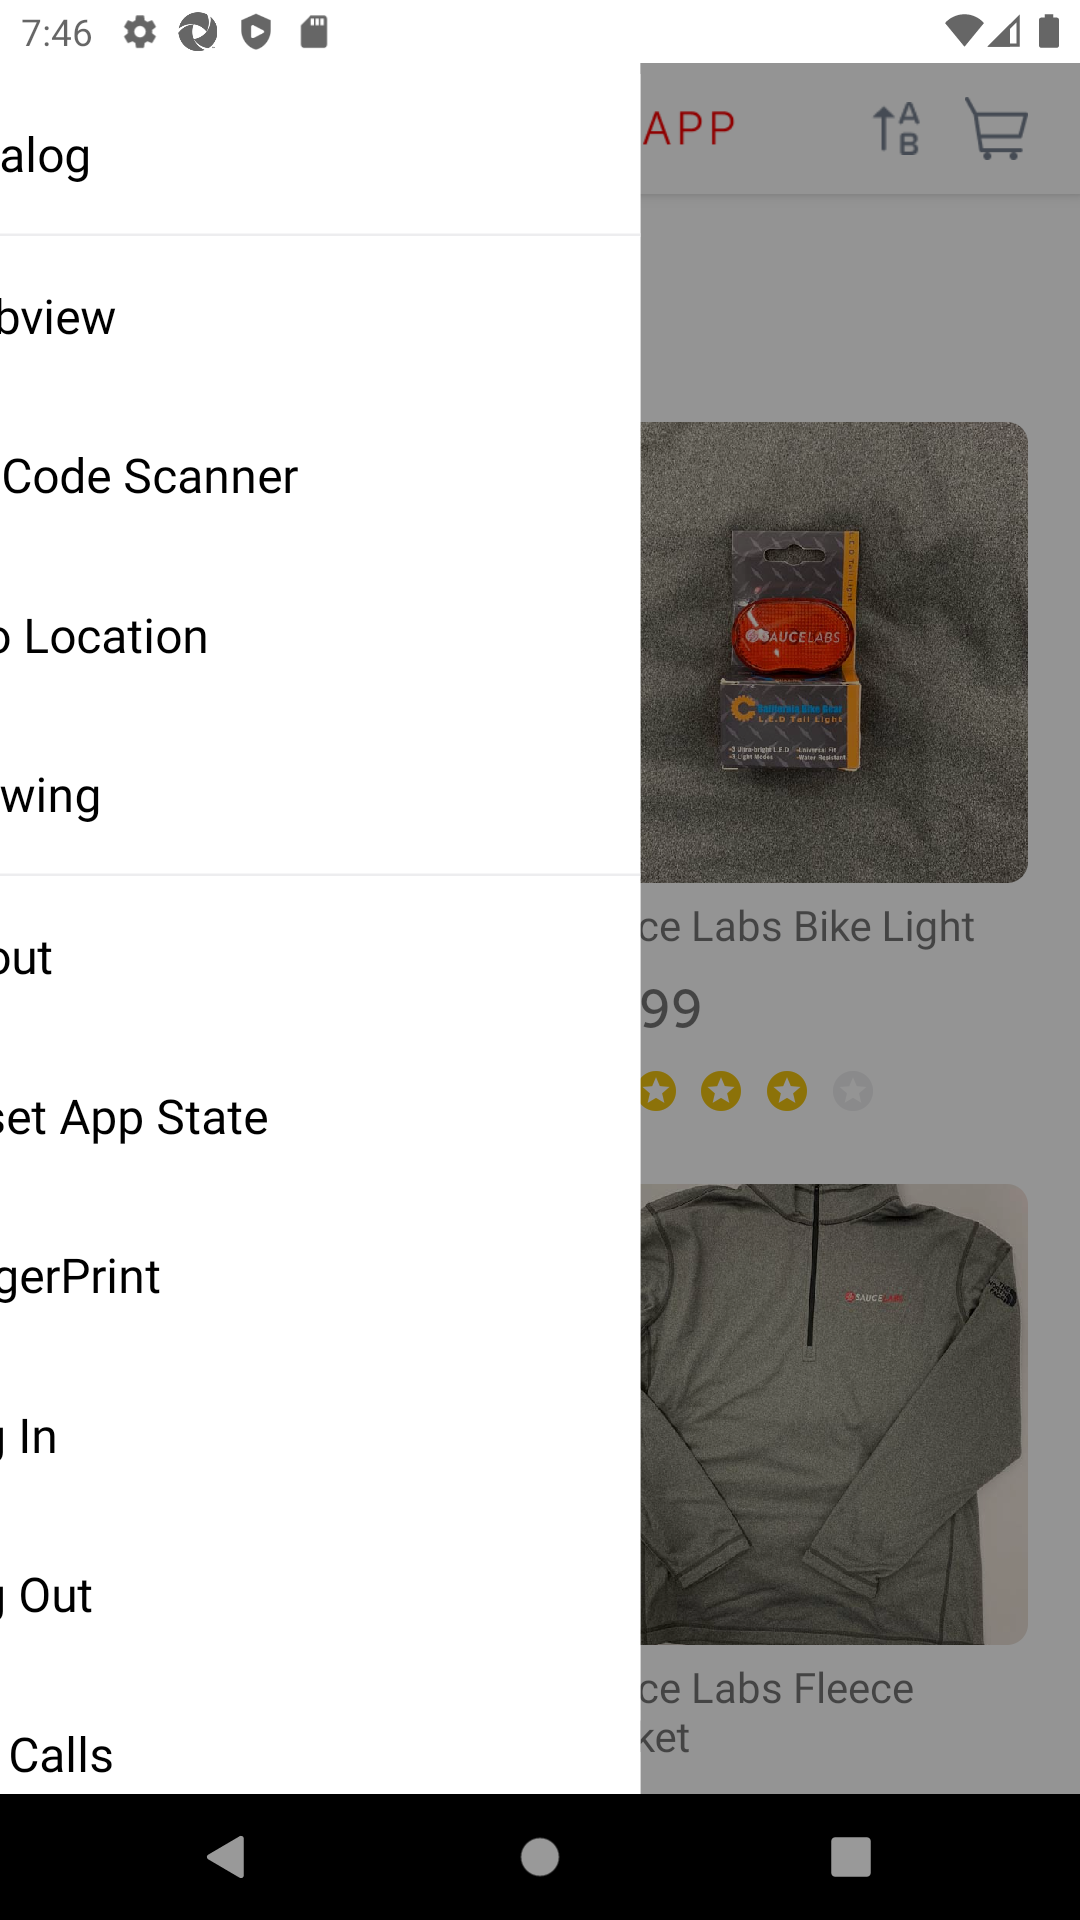 7:46
APP
A
B
alog
bview
Code Scanner
o Location
wing
out
set App State
gerPrint
g In
g Out
Calls
SAUCELABS
California Bike Gear
L.E.D Tail Light
ce Labs Bike Light
99
SAUCELABS
ce Labs Fleece
ket